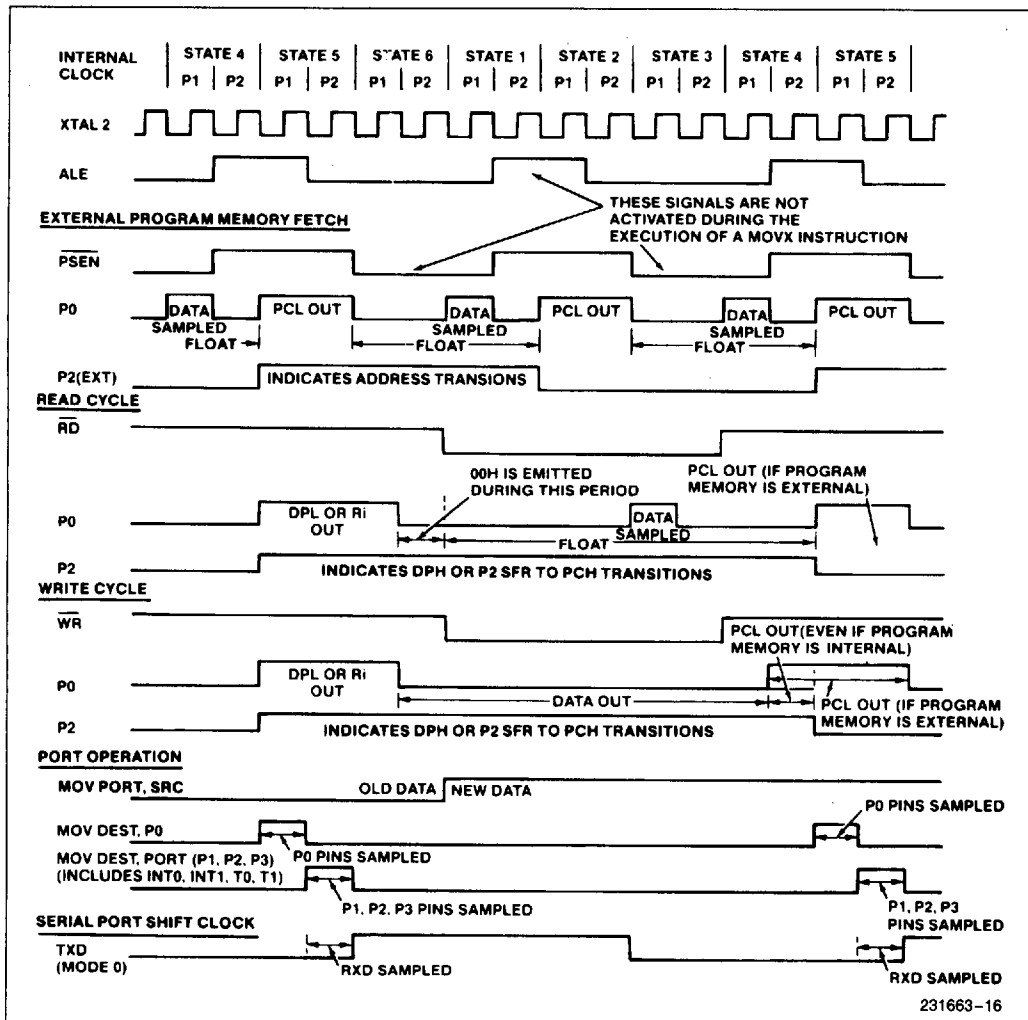 INTERNAL CLOCK
STATE 4 STATE 5 STATE 6 STATE 1 STATE 2 STATE 3 STATE 4 STATE 5
P1 P2 P1 P2 P1 P2 P1 P2 P1 P2 P1 P2 P1 P2 P1 P2
XTAL 2
ALE
THESE SIGNALS ARE NOT
ACTIVATED DURING THE
EXECUTION OF A MOVX INSTRUCTION
EXTERNAL PROGRAM MEMORY FETCH
PSEN
P0
DATA PCL OUT DATA PCL OUT DATA PCL OUT
SAMPLED SAMPLED SAMPLED
FLOAT FLOAT FLOAT
P2(EXT)
INDICATES ADDRESS TRANSIONS
READ CYCLE
RD
00H IS EMITTED
DURING THIS PERIOD
PCL OUT (IF PROGRAM
MEMORY IS EXTERNAL)
P0
DPL OR Ri
OUT
DATA
SAMPLED
FLOAT
P2
INDICATES DPH OR P2 SFR TO PCH TRANSITIONS
WRITE CYCLE
WR
PCL OUT(EVEN IF PROGRAM
MEMORY IS INTERNAL)
P0
DPL OR Ri
OUT
DATA OUT
PCL OUT (IF PROGRAM
MEMORY IS EXTERNAL)
P2
INDICATES DPH OR P2 SFR TO PCH TRANSITIONS
PORT OPERATION
MOV PORT, SRC
OLD DATA NEW DATA
P0 PINS SAMPLED
MOV DEST, P0
P0 PINS SAMPLED
MOV DEST, PORT (P1, P2, P3)
(INCLUDES INT0, INT1, T0, T1)
P1, P2, P3 PINS SAMPLED
P1, P2, P3
PINS SAMPLED
SERIAL PORT SHIFT CLOCK
TXD
(MODE 0)
RXD SAMPLED
RXD SAMPLED
231663-16